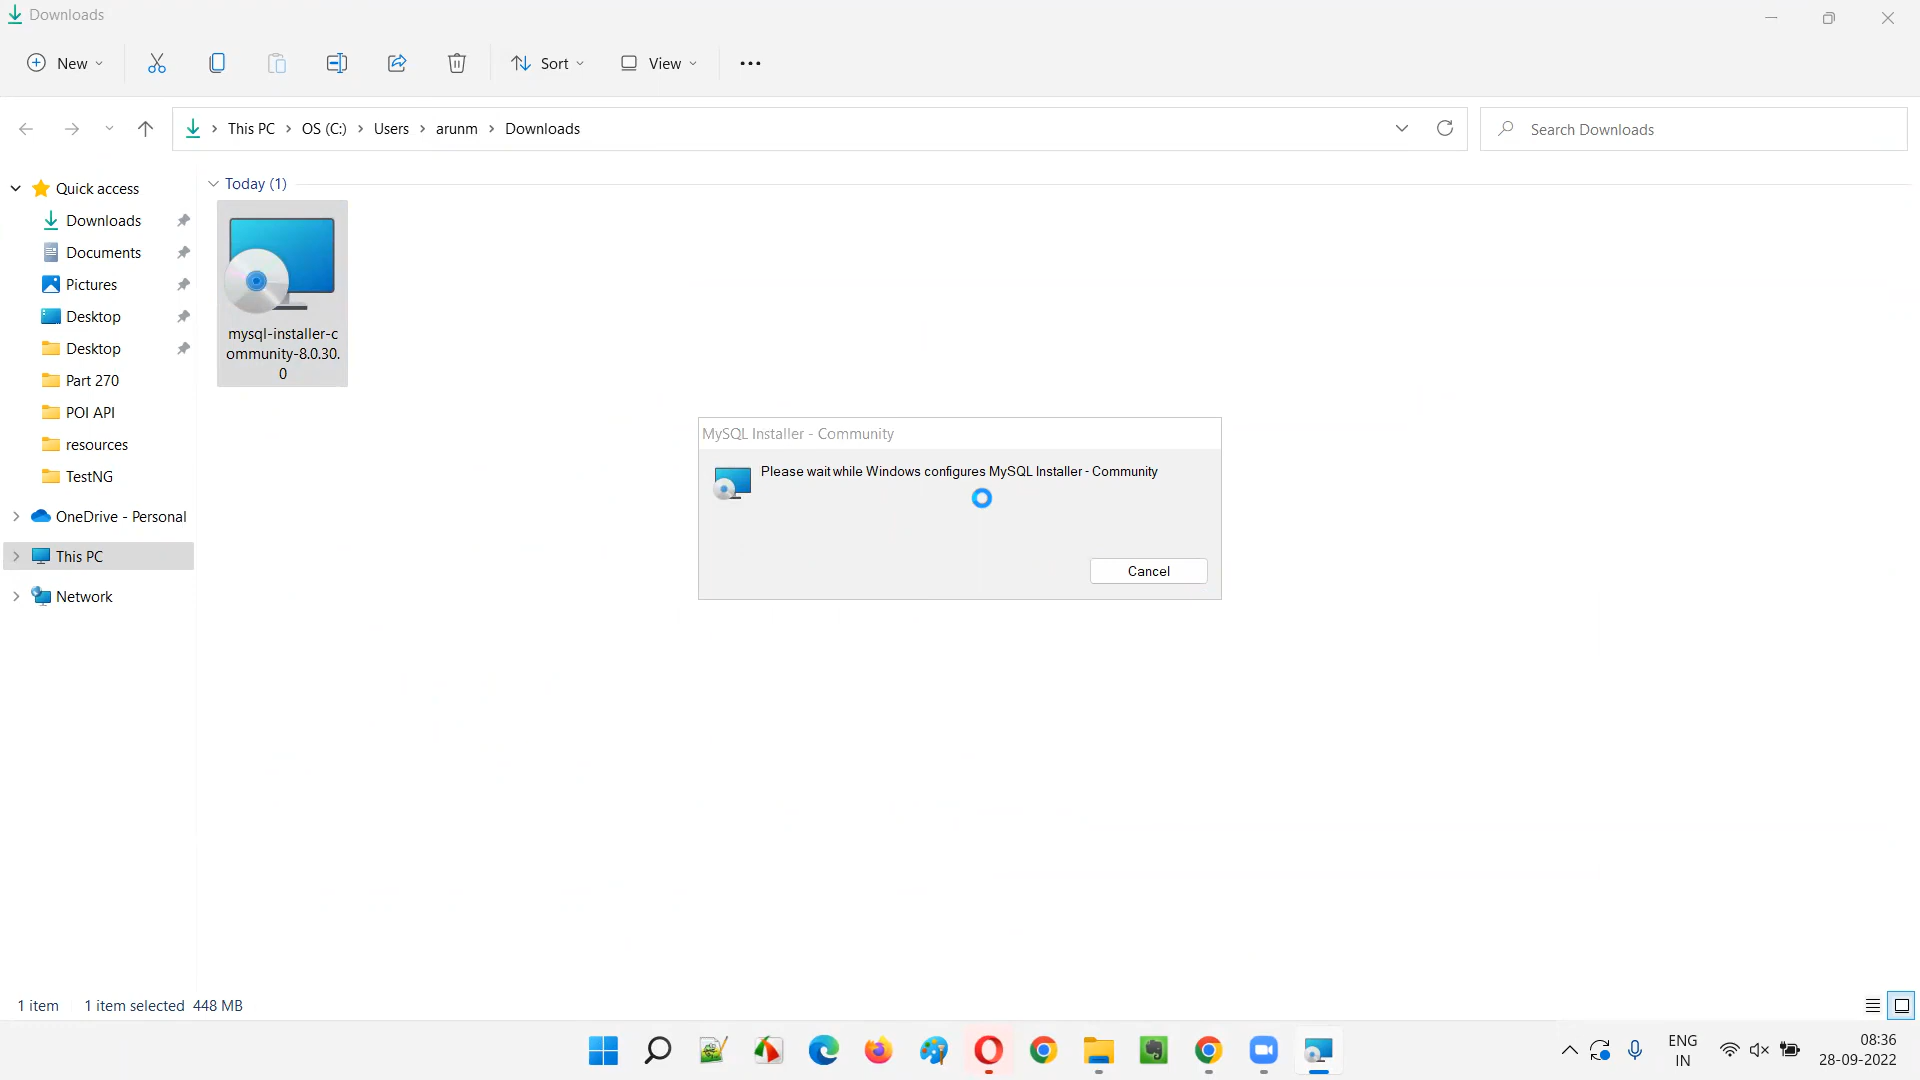 Downloads
New
Sort
View
This PC
OS (C:)
Users
arunm
Downloads
Search Downloads
Quick access
Downloads
Documents
Pictures
Desktop
Desktop
Part 270
POI API
resources
TestNG
OneDrive - Personal
This PC
Network
Today (1)
mysql-installer-c
ommunity-8.0.30.
0
MySQL Installer - Community
Please wait while Windows configures MySQL Installer - Community
Cancel
1 item
1 item selected 448 MB
ENG
IN
08:36
28-09-2022